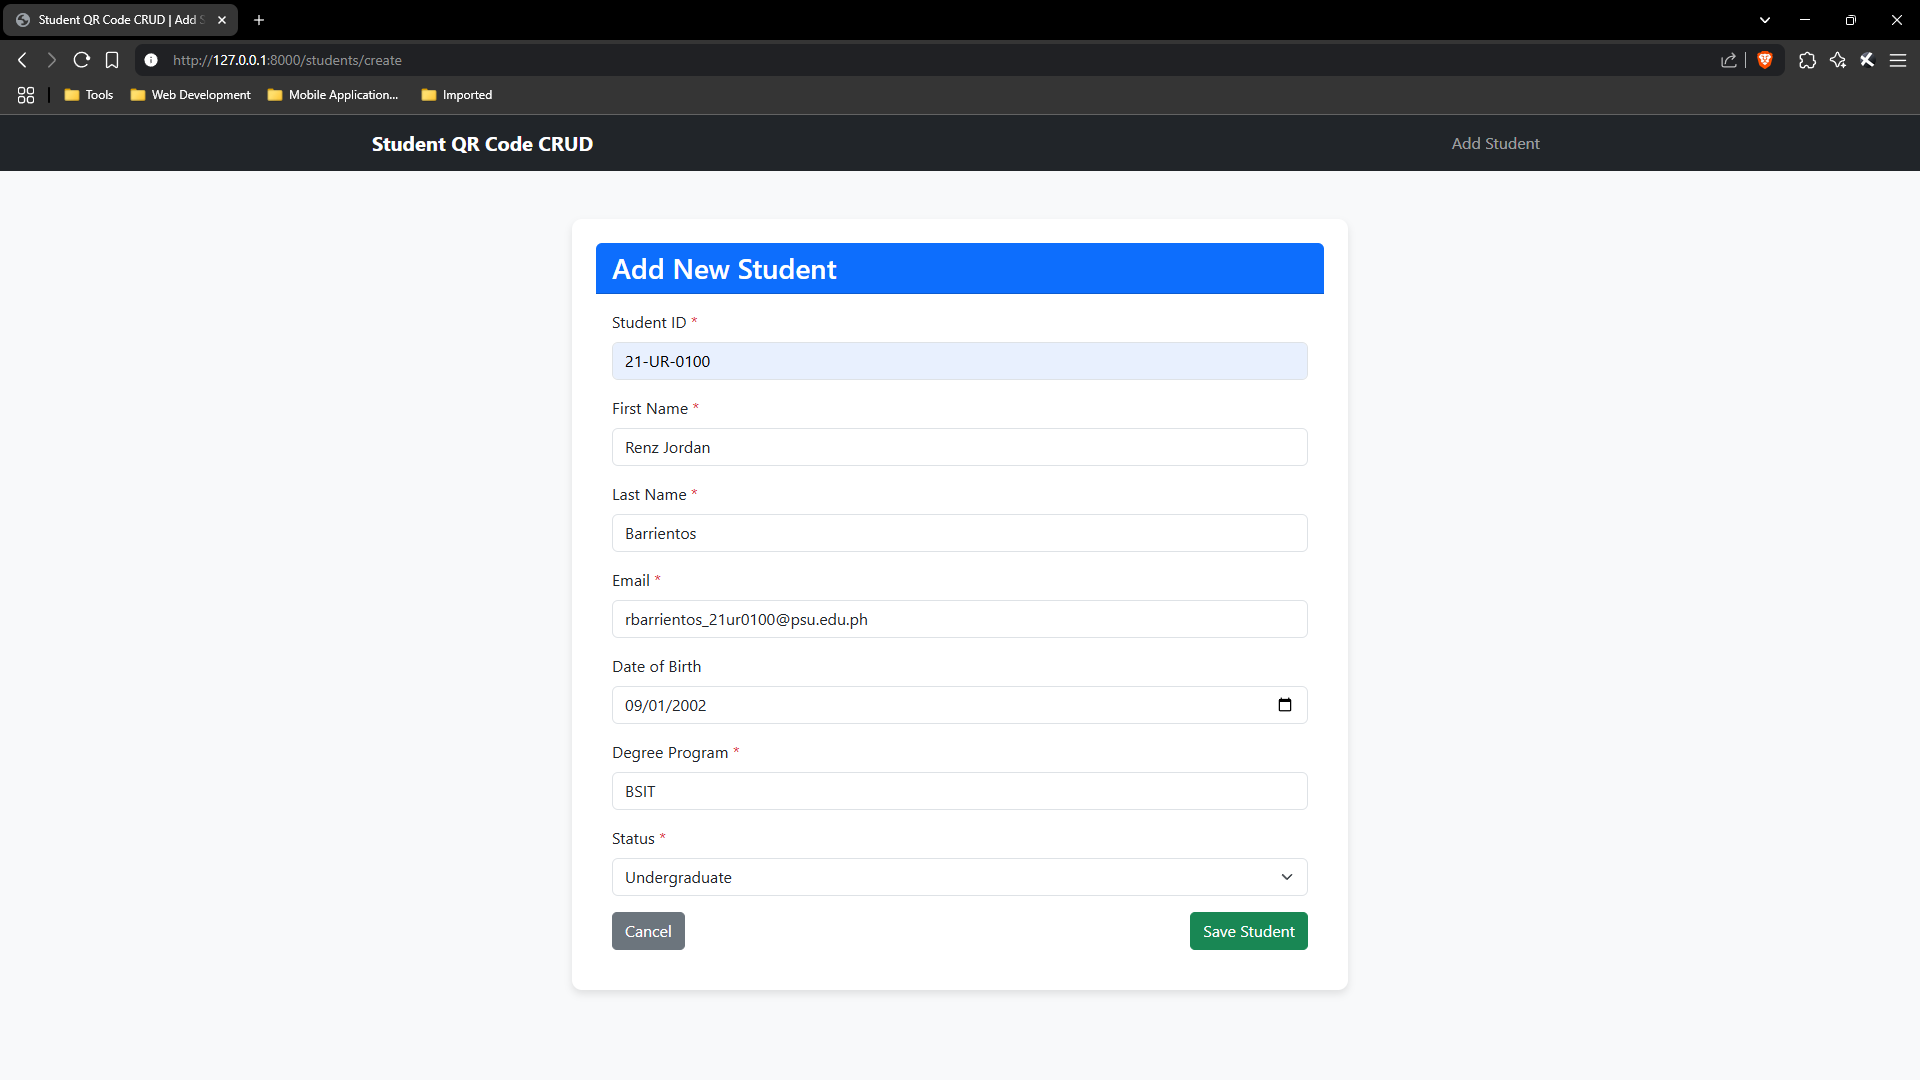 Student QR Code CRUD | Add S
http://127.0.0.1:8000/students/create
Tools Web Development Mobile Application... Imported
Student QR Code CRUD Add Student
Add New Student
Student ID *
21-UR-0100
First Name *
Renz Jordan
Last Name *
Barrientos
Email *
rbarrientos_21ur0100@psu.edu.ph
Date of Birth
09/01/2002
Degree Program *
BSIT
Status *
Undergraduate
Cancel Save Student